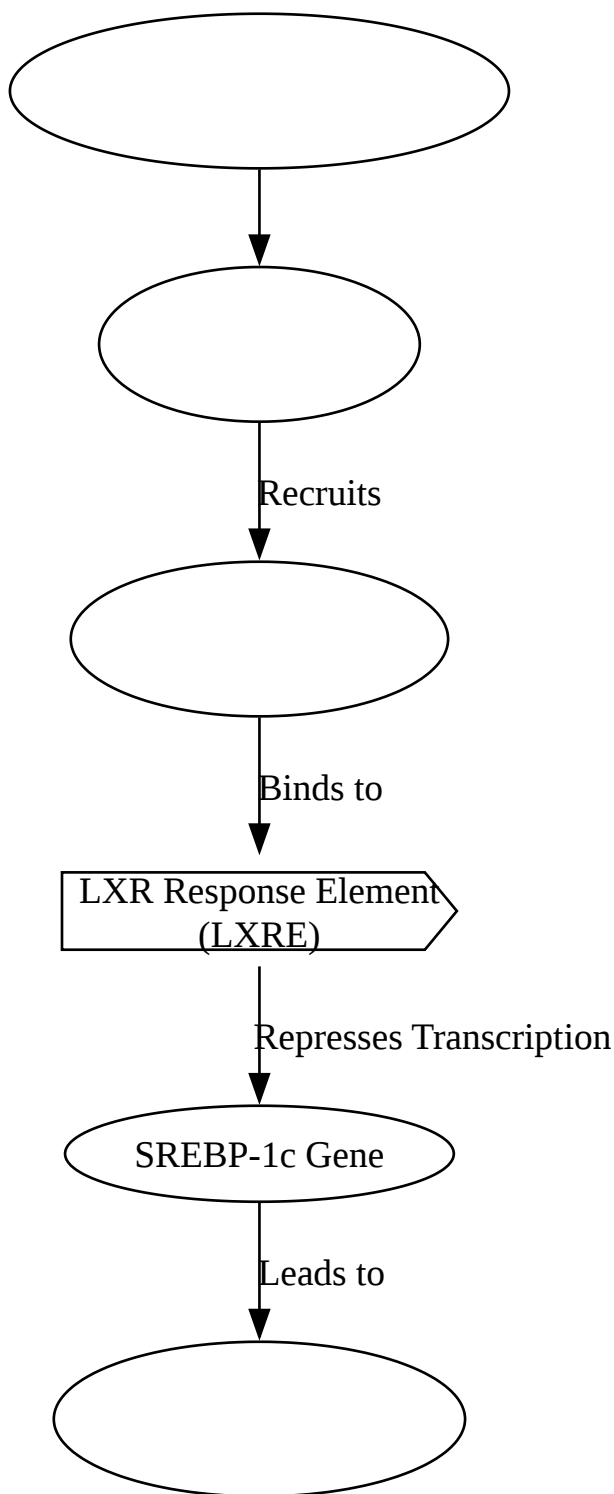 Recruits
Binds to
LXR Response Element
(LXRE)
Represses Transcription
SREBP-1c Gene
Leads to